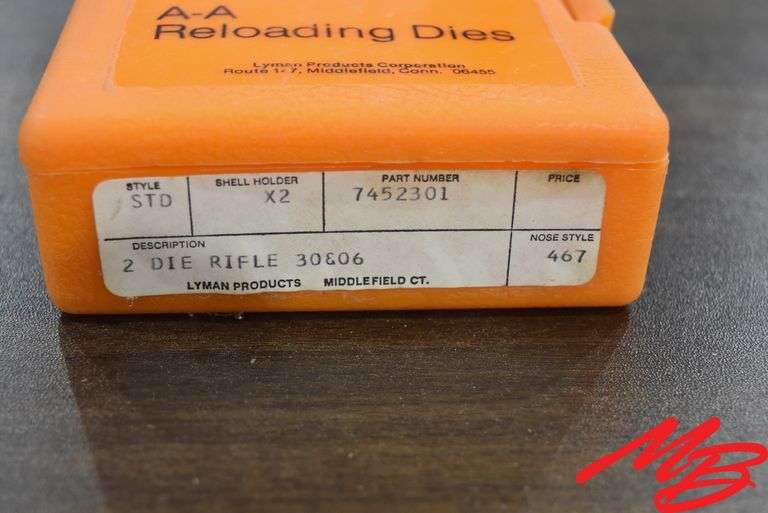 A-A
Reloading Dies
Lyman Products Corporation
Route 147, Middlefield, Conn. 06455
STYLE SHELL HOLDER PART NUMBER PRICE
STD X2 7452301
DESCRIPTION NOSE STYLE
2 DIE RIFLE 30&06 467
LYMAN PRODUCTS MIDDLEFIELD CT.
MB